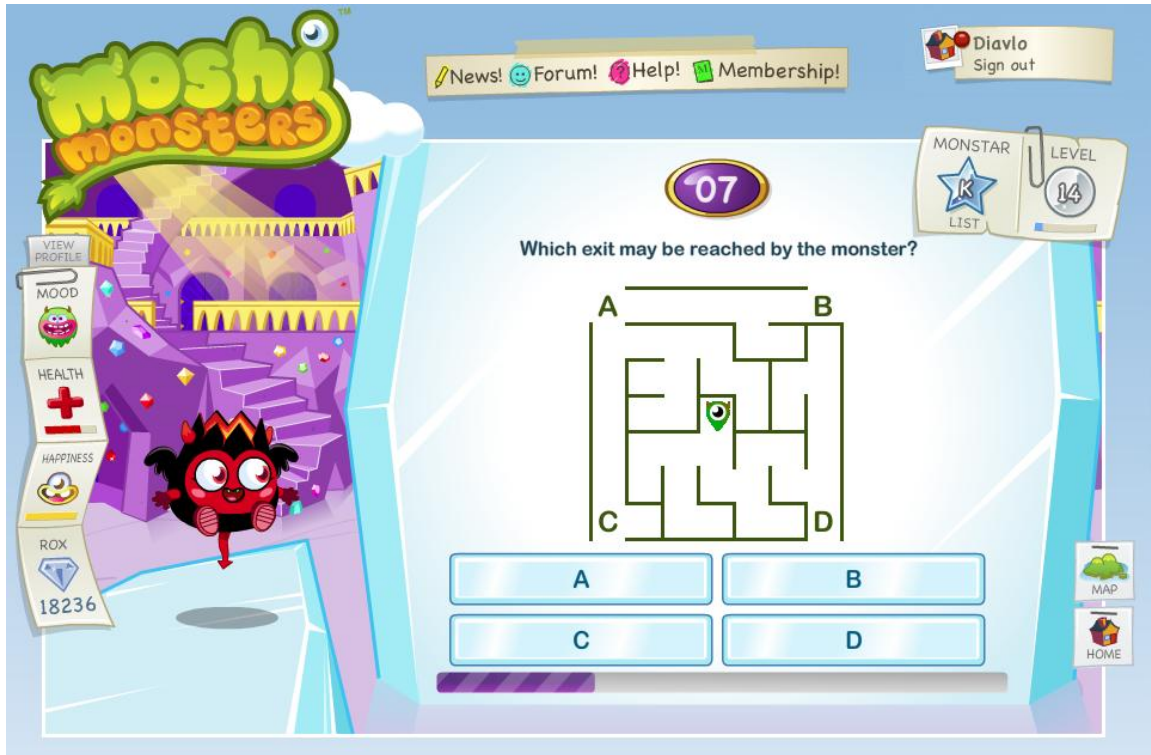 moshi
monsters
TM
News! Forum! Help! M Membership!
Diavlo
Sign out
MONSTAR
K
LIST
LEVEL
14
VIEW
PROFILE
MOOD
HEALTH
HAPPINESS
ROX
18236
07
Which exit may be reached by the monster?
A B
C D
A B
C D
MAP
HOME